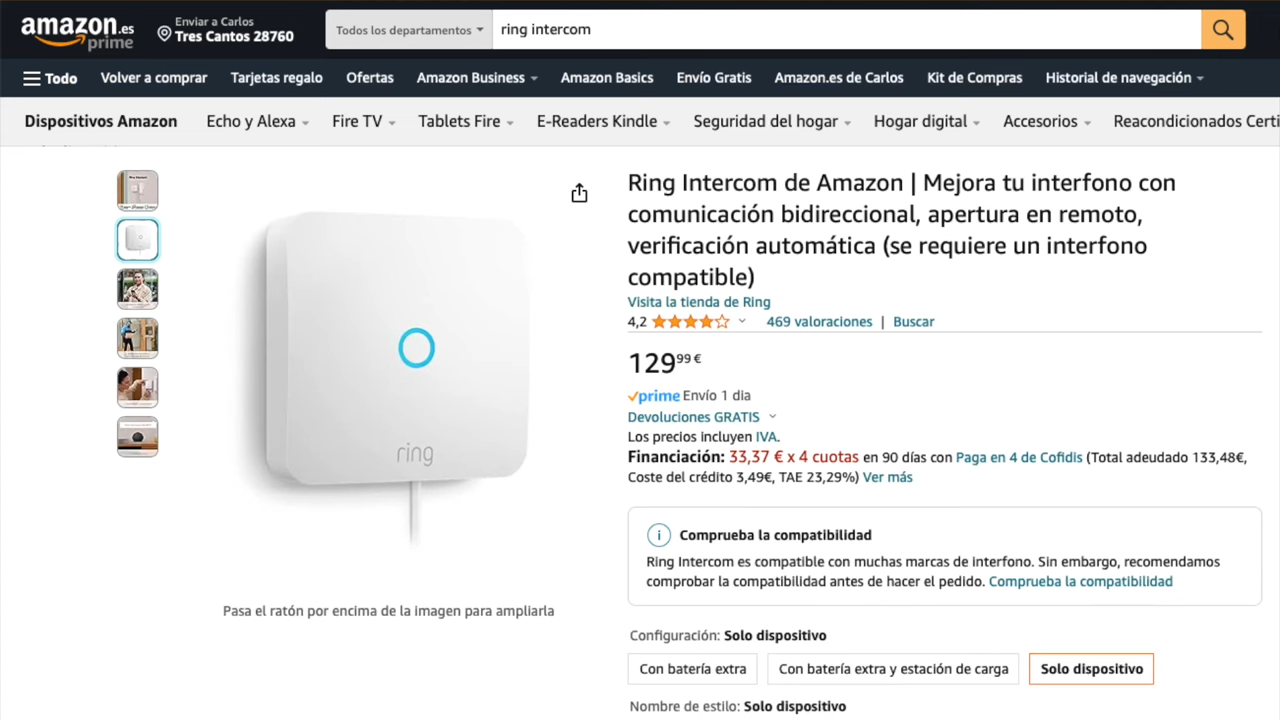 amazon.es
prime
Enviar a Carlos
Tres Cantos 28760
Todos los departamentos
ring intercom
Todo
Volver a comprar
Tarjetas regalo
Ofertas
Amazon Business
Amazon Basics
Envío Gratis
Amazon.es de Carlos
Kit de Compras
Historial de navegación
Dispositivos Amazon
Echo y Alexa
Fire TV
Tablets Fire
E-Readers Kindle
Seguridad del hogar
Hogar digital
Accesorios
Reacondicionados Certi
ring
Pasa el ratón por encima de la imagen para ampliarla
Ring Intercom de Amazon | Mejora tu interfono con
comunicación bidireccional, apertura en remoto,
verificación automática (se requiere un interfono
compatible)
Visita la tienda de Ring
4,2 469 valoraciones | Buscar
129 99 €
prime Envío 1 dia
Devoluciones GRATIS
Los precios incluyen IVA.
Financiación: 33,37 € x 4 cuotas en 90 días con Paga en 4 de Cofidis (Total adeudado 133,48€,
Coste del crédito 3,49€, TAE 23,29%) Ver más
Comprueba la compatibilidad
Ring Intercom es compatible con muchas marcas de interfono. Sin embargo, recomendamos
comprobar la compatibilidad antes de hacer el pedido. Comprueba la compatibilidad
Configuración: Solo dispositivo
Con batería extra
Con batería extra y estación de carga
Solo dispositivo
Nombre de estilo: Solo dispositivo